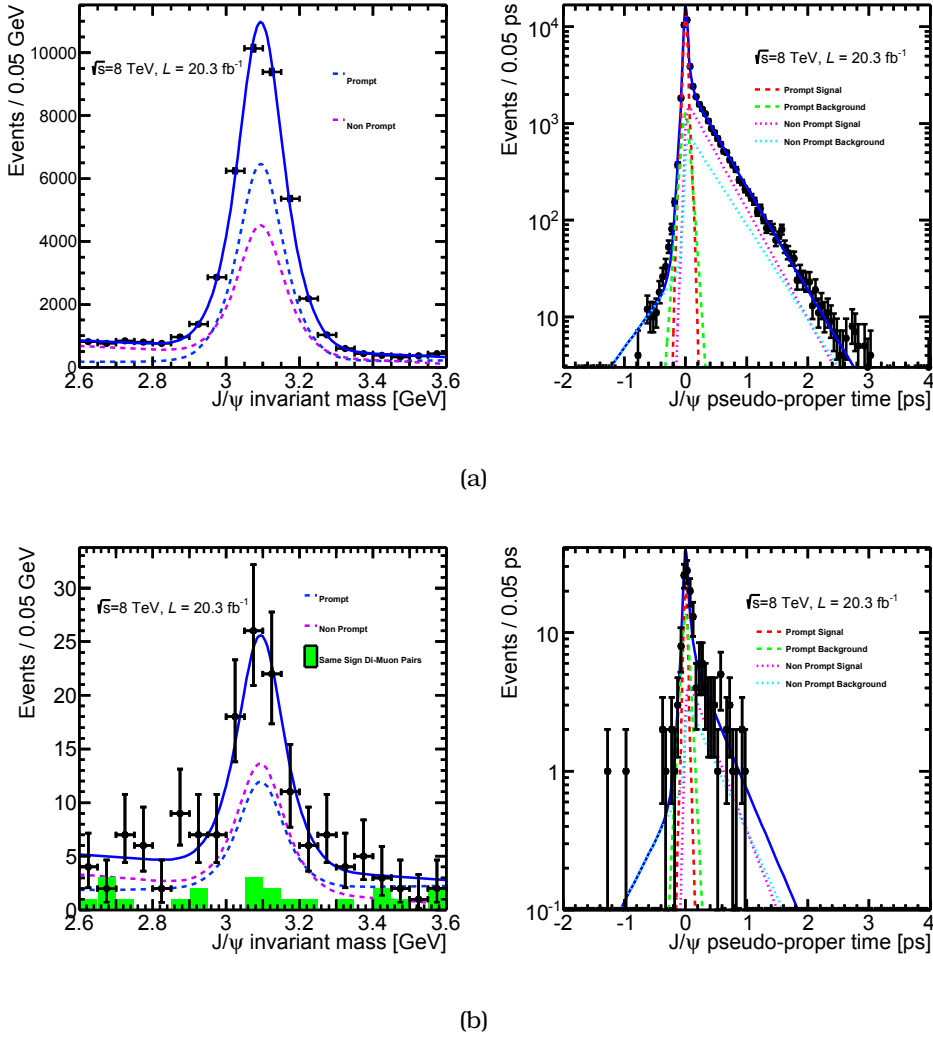 Events / 0.05 GeV
10000
8000
6000
4000
2000
0
√s=8 TeV, L = 20.3 fb⁻¹
Prompt
Non Prompt
2.6 2.8 3 3.2 3.4 3.6
J/ψ invariant mass [GeV]
Events / 0.05 ps
10⁴
10³
10²
10
√s=8 TeV, L = 20.3 fb⁻¹
Prompt Signal
Prompt Background
Non Prompt Signal
Non Prompt Background
-2 -1 0 1 2 3 4
J/ψ pseudo-proper time [ps]
(a)
Events / 0.05 GeV
30
25
20
15
10
5
0
√s=8 TeV, L = 20.3 fb⁻¹
Prompt
Non Prompt
Same Sign Di-Muon Pairs
2.6 2.8 3 3.2 3.4 3.6
J/ψ invariant mass [GeV]
Events / 0.05 ps
10
1
10⁻¹
√s=8 TeV, L = 20.3 fb⁻¹
Prompt Signal
Prompt Background
Non Prompt Signal
Non Prompt Background
-2 -1 0 1 2 3 4
J/ψ pseudo-proper time [ps]
(b)